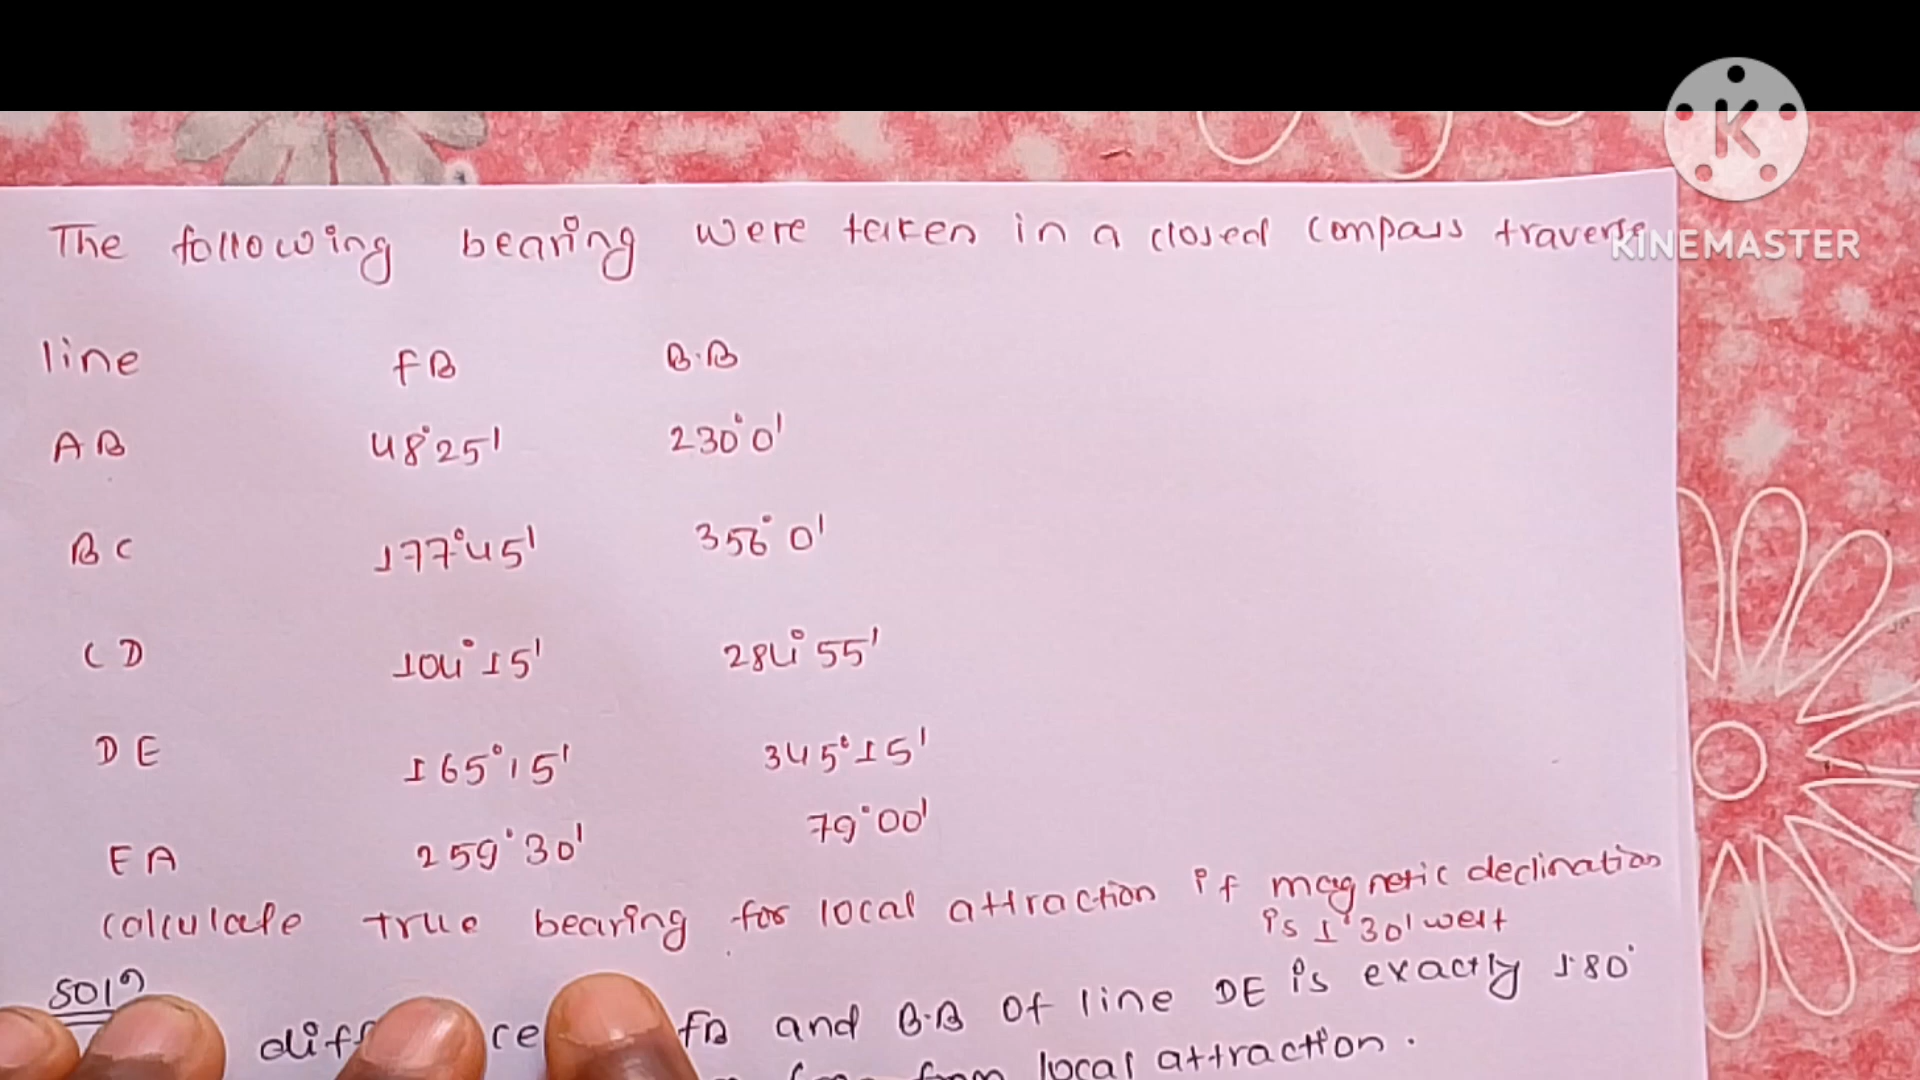 K
KINEMASTER
The following bearing were taken in a closed compass traverse
line FB B.B
AB 48°25' 230°0'
BC 177°45' 356°0'
CD 104°15' 284°55'
DE 165°15' 345°15'
EA 259°30' 79°00'
calculate true bearing for local attraction if magnetic declination
is 1°30' west
Sol?
FB and B.B of line DE is exactly 180°
from local attraction.